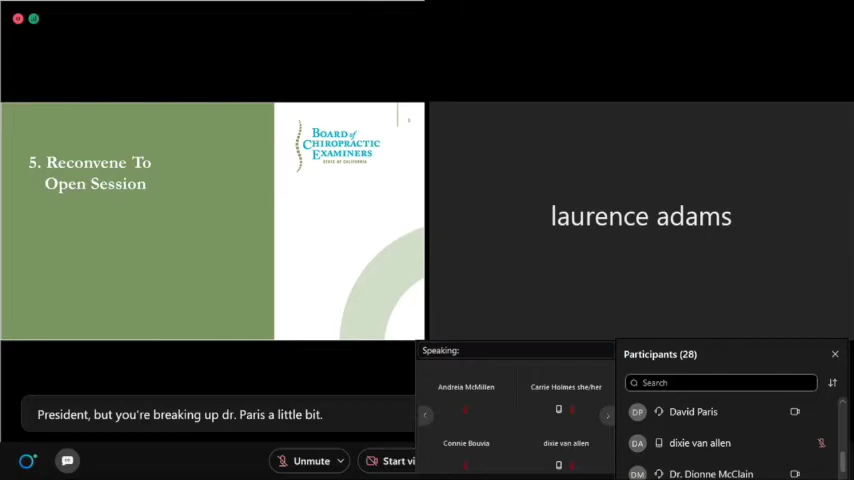 5. Reconvene To
Open Session
BOARD of
CHIROPRACTIC
EXAMINERS
STATE OF CALIFORNIA
laurence adams
Speaking:
Andreia McMillen
Carrie Holmes she/her
Connie Bouvia
dixie van allen
Participants (28)
Search
DP David Paris
DA dixie van allen
DM Dr. Dionne McClain
President, but you're breaking up dr. Paris a little bit.
Unmute
Start vi